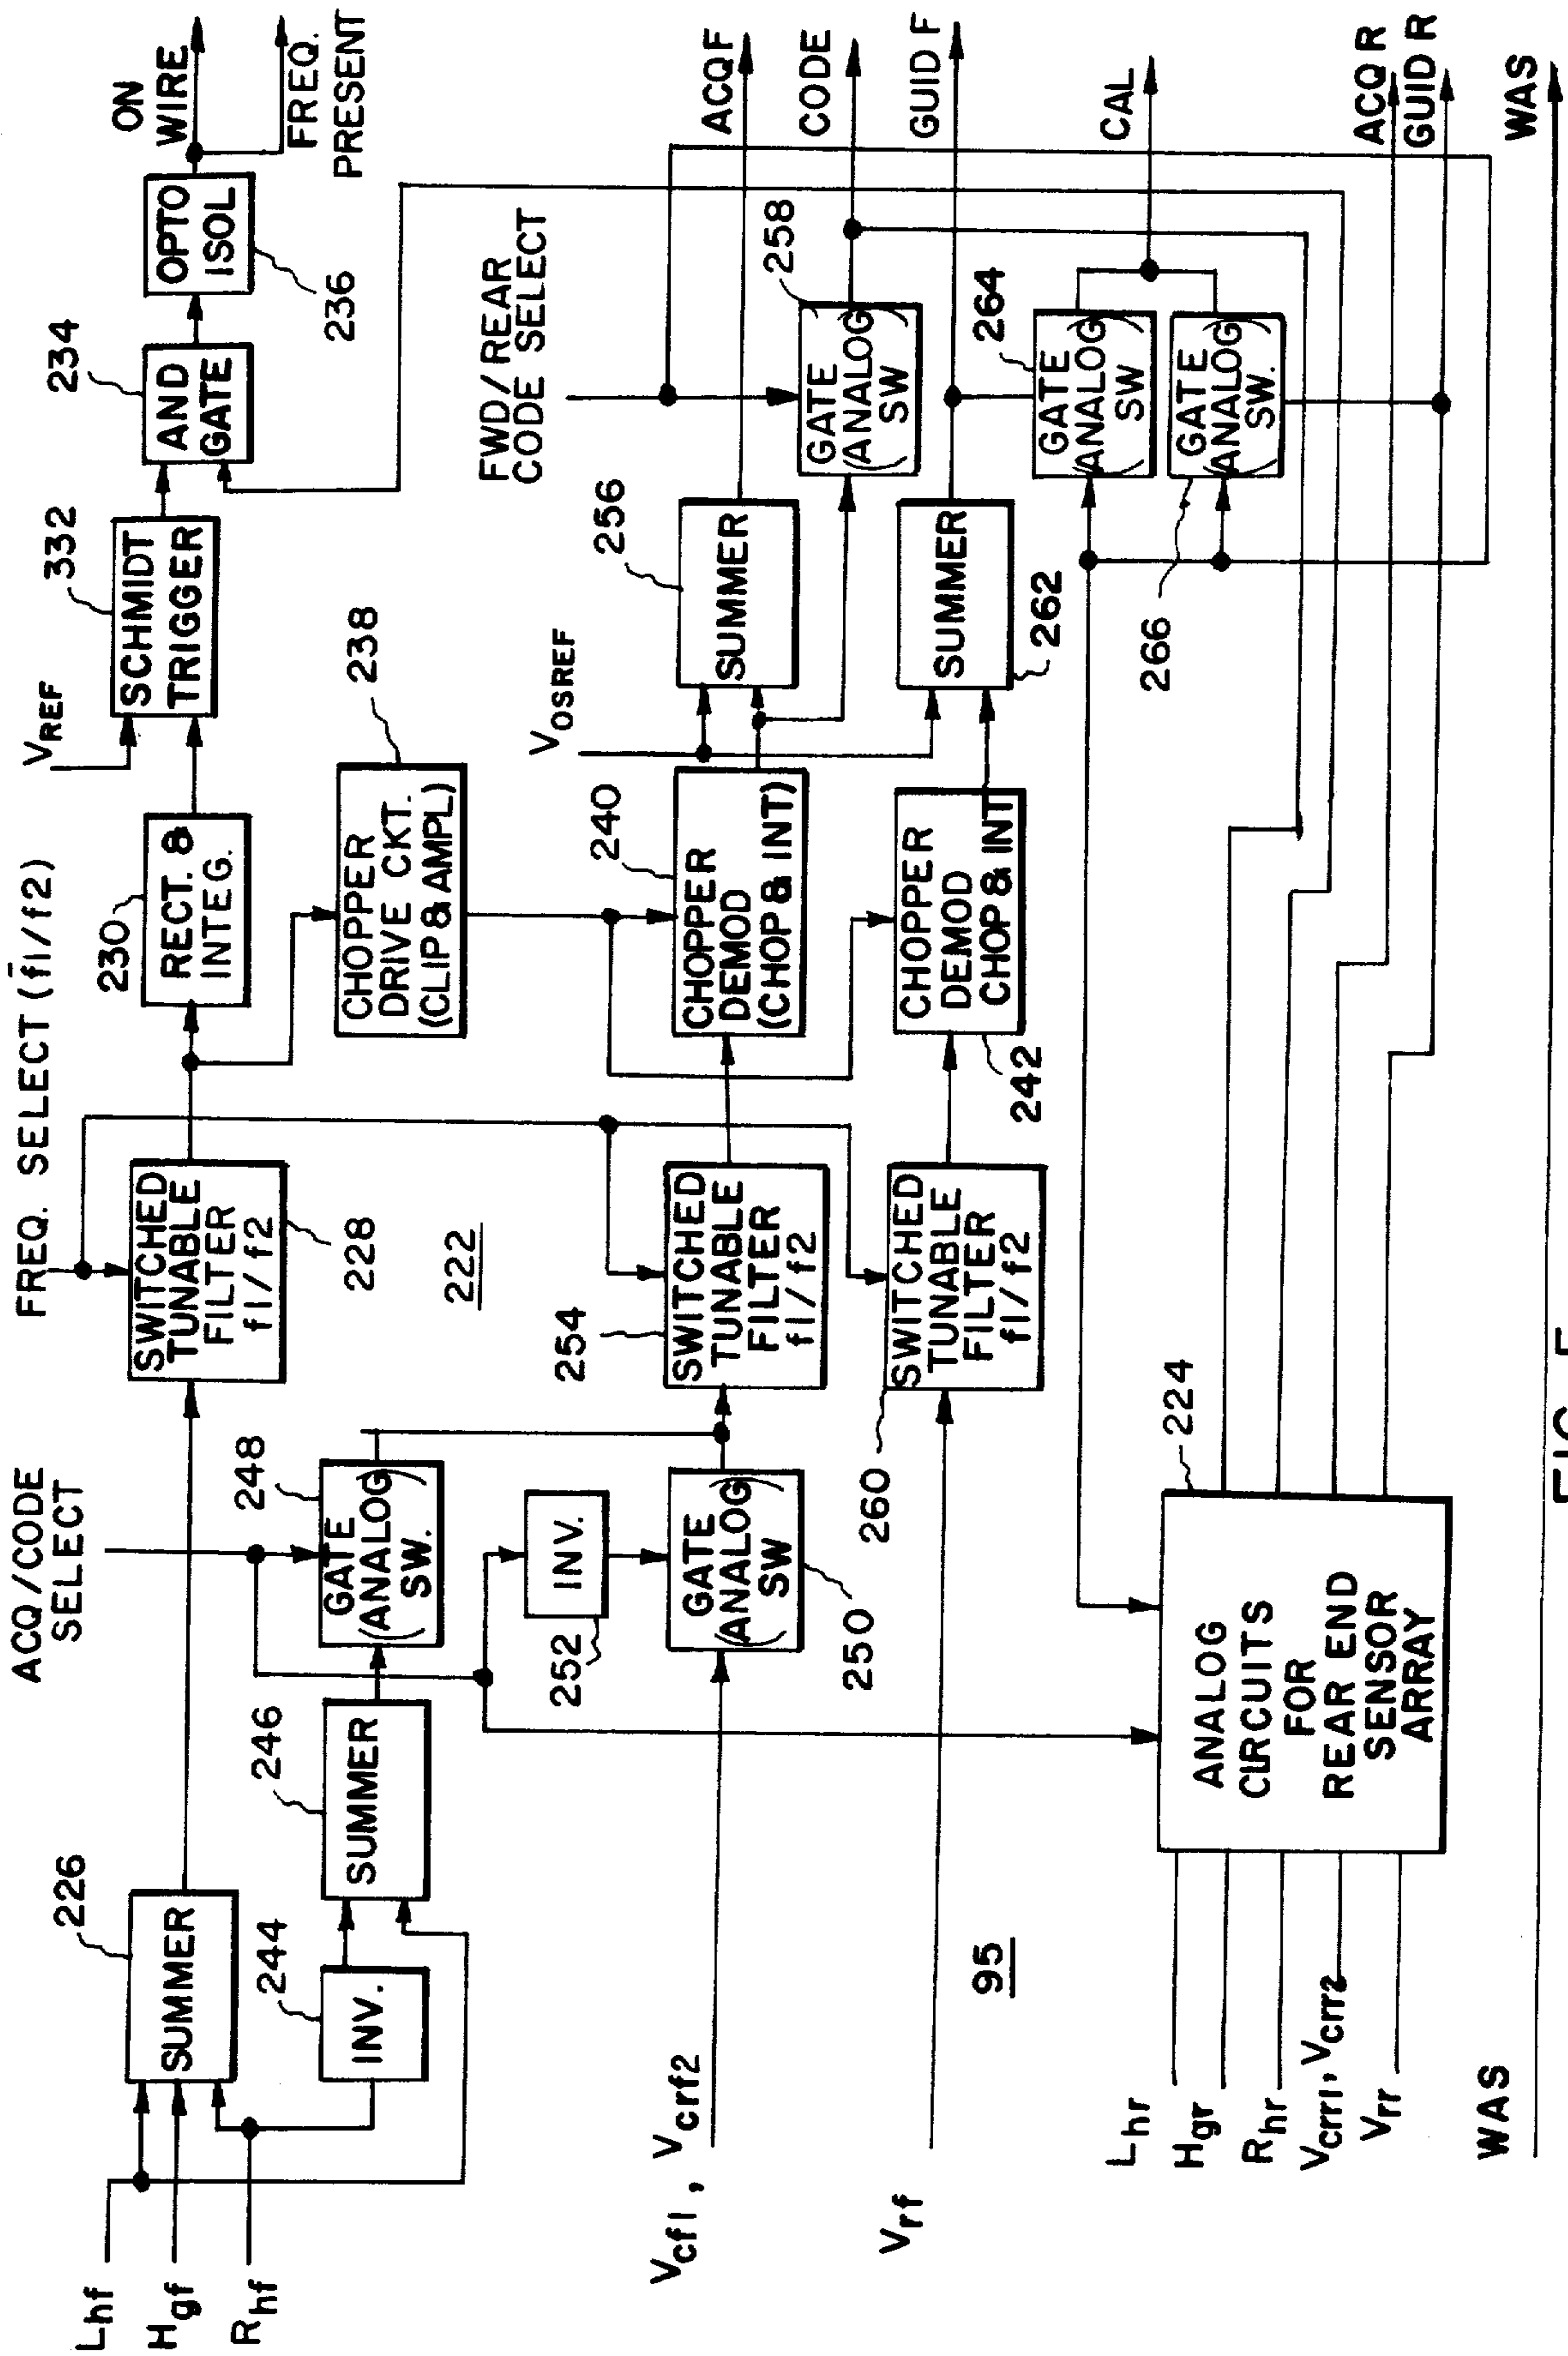 ACQ/CODE
SELECT
FREQ. SELECT (f1/f2)
VREF
Lhf
Hgf
Rhf
226
SUMMER
SWITCHED
TUNABLE
FILTER
f1/f2
228
230
RECT. &
INTEG.
332
SCHMIDT
TRIGGER
234
AND
GATE
OPTO
ISOL
236
ON
WIRE
FREQ.
PRESENT
244
INV.
246
SUMMER
248
GATE
(ANALOG)
SW.
222
CHOPPER
DRIVE CKT.
(CLIP & AMPL)
238
252
INV.
FWD/REAR
CODE SELECT
VOSREF
Vcf1, Vcrf2
GATE
(ANALOG)
SW
250
254
SWITCHED
TUNABLE
FILTER
f1/f2
240
CHOPPER
DEMOD
(CHOP & INT)
256
SUMMER
ACQ F
258
GATE
(ANALOG)
SW
CODE
Vrf
260
SWITCHED
TUNABLE
FILTER
f1/f2
CHOPPER
DEMOD
CHOP & INT
242
SUMMER
262
GUID F
95
264
GATE
(ANALOG)
SW
CAL
266
GATE
(ANALOG)
SW.
Lhr
Hgr
Rhr
Vcrr1, Vcrr2
Vrr
224
ANALOG
CIRCUITS
FOR
REAR END
SENSOR
ARRAY
ACQ R
GUID R
WAS
WAS